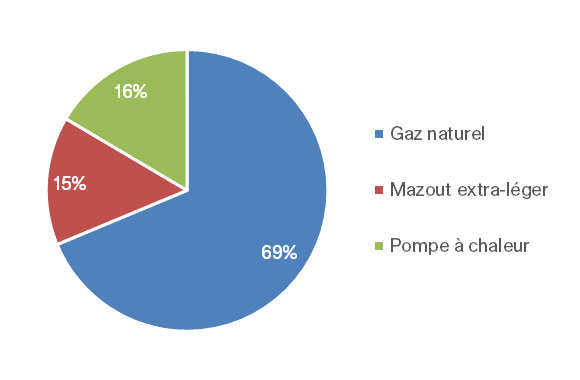 16%
15%
69%
Gaz naturel
Mazout extra-léger
Pompe à chaleur